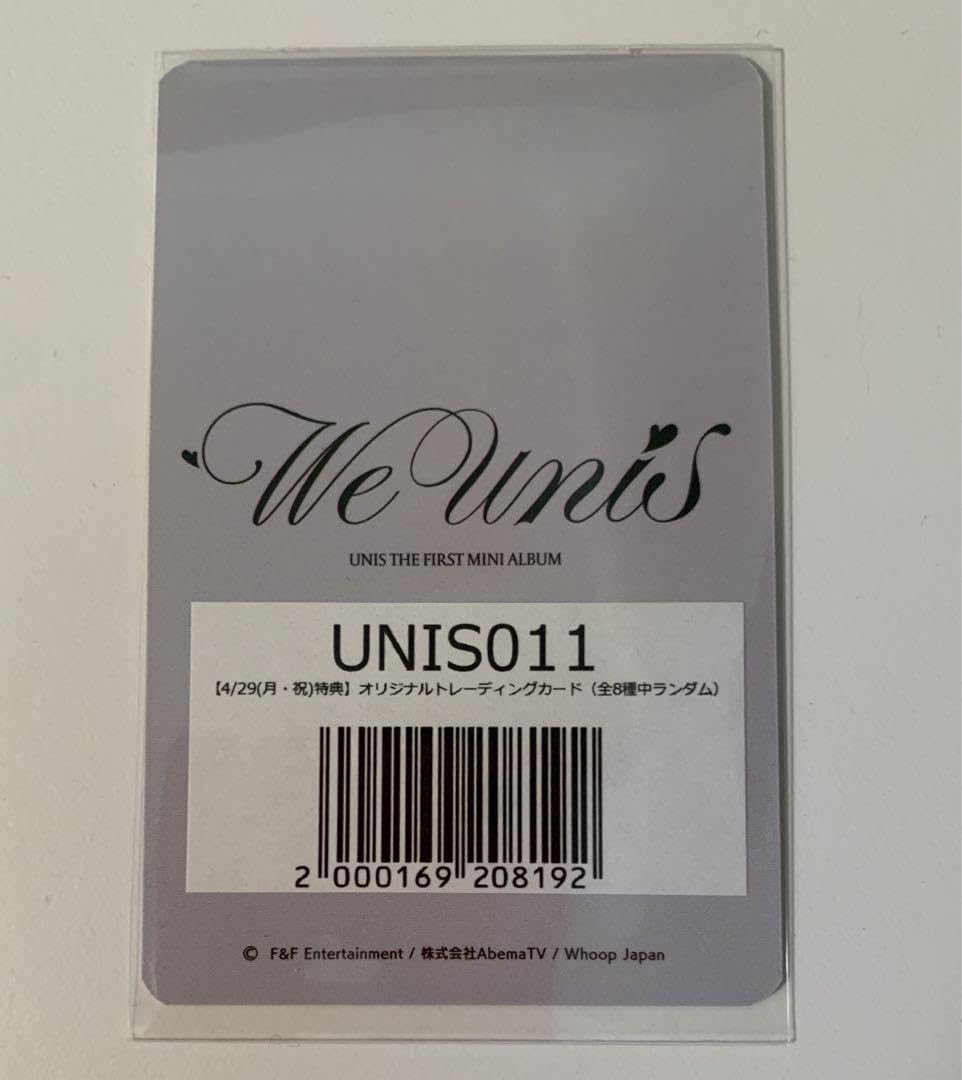 We Unis
UNIS THE FIRST MINI ALBUM
UNIS011
【4/29(月・祝)特典】オリジナルトレーディングカード（全8種中ランダム）
2 000169 208192
© F&F Entertainment / 株式会社AbemaTV / Whoop Japan